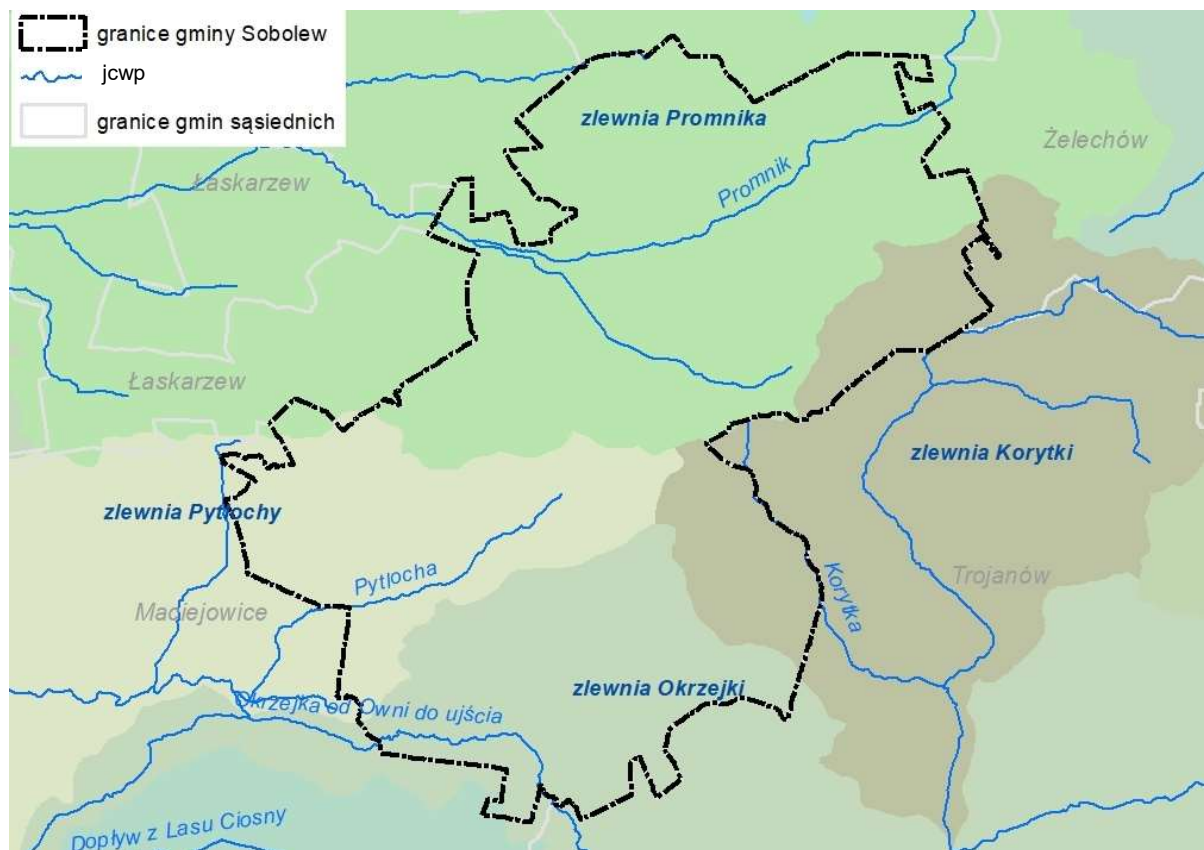 granice gminy Sobolew
jcwp
granice gmin sąsiednich
zlewnia Promnika
Żelechów
Łaskarzew
Promnik
Łaskarzew
zlewnia Korytki
zlewnia Pytłochy
Pytlocha
Korytka
Trojanów
Maciejowice
zlewnia Okrzejki
Okrzejka od Owni do ujścia
Dopływ z Lasu Ciosny